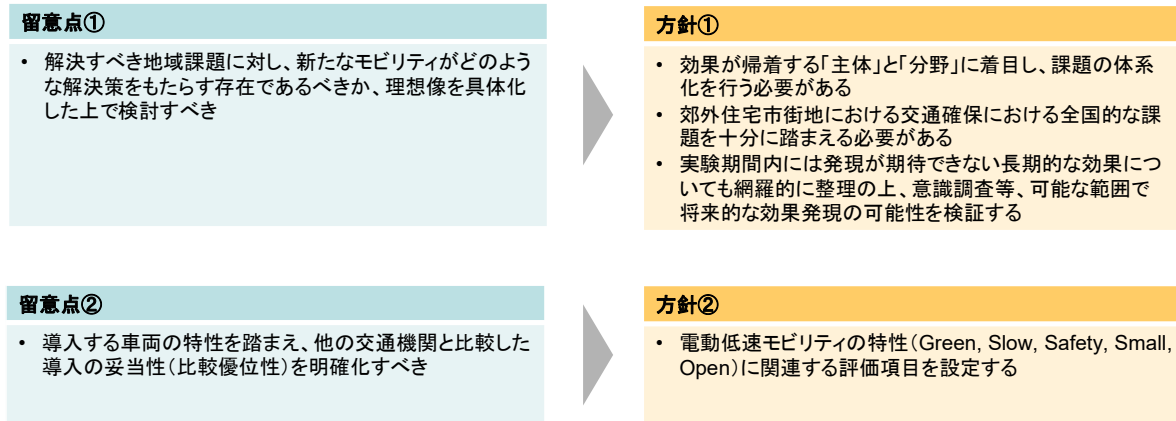 留意点①
• 解決すべき地域課題に対し、新たなモビリティがどのよう
な解決策をもたらす存在であるべきか、理想像を具体化
した上で検討すべき
方針①
• 効果が帰着する「主体」と「分野」に着目し、課題の体系
化を行う必要がある
• 郊外住宅市街地における交通確保における全国的な課
題を十分に踏まえる必要がある
• 実験期間内には発現が期待できない長期的な効果につ
いても網羅的に整理の上、意識調査等、可能な範囲で
将来的な効果発現の可能性を検証する
留意点②
• 導入する車両の特性を踏まえ、他の交通機関と比較した
導入の妥当性（比較優位性）を明確化すべき
方針②
• 電動低速モビリティの特性（Green, Slow, Safety, Small,
Open）に関連する評価項目を設定する